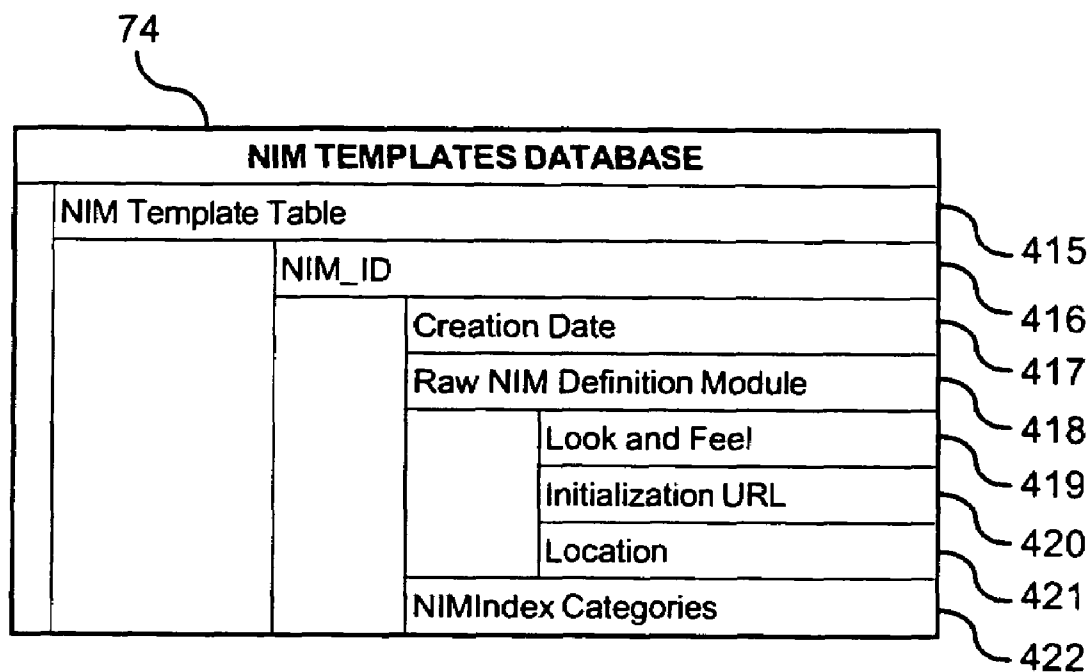 74
NIM TEMPLATES DATABASE
NIM Template Table
415
NIM_ID
416
Creation Date
417
Raw NIM Definition Module
418
Look and Feel
419
Initialization URL
420
Location
421
NIMIndex Categories
422